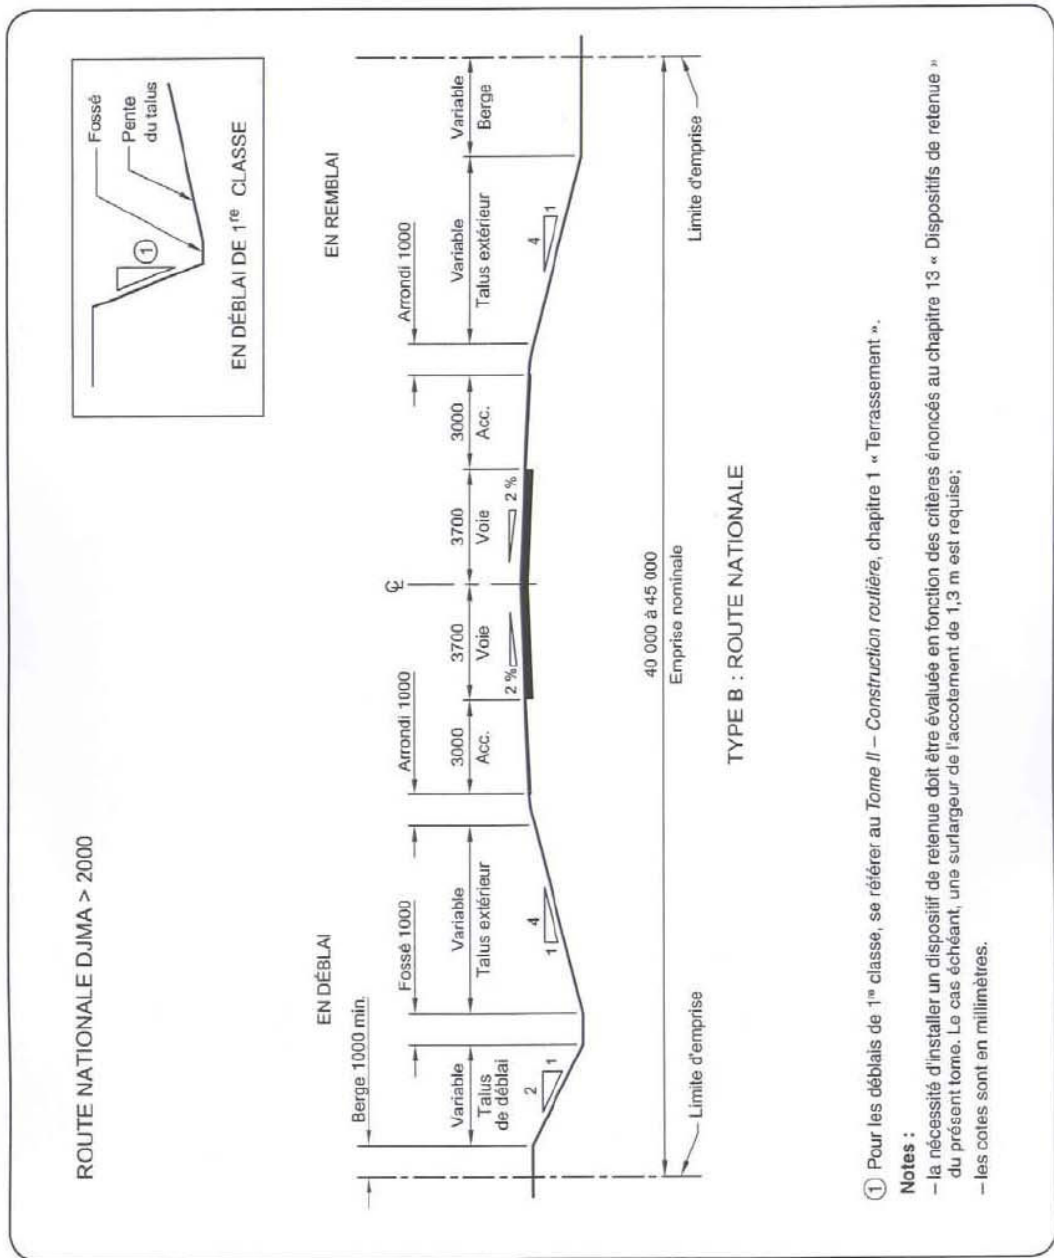 ROUTE NATIONALE DJMA > 2000
Fossé
Pente
du talus
①
EN DÉBLAI DE 1re CLASSE
EN DÉBLAI
EN REMBLAI
Berge 1000 min.
Fossé 1000
Arrondi 1000
℄
Arrondi 1000
Variable
Talus
de déblai
Variable
Talus extérieur
3000
Acc.
3700
Voie
3700
Voie
3000
Acc.
Variable
Talus extérieur
Variable
Berge
2
1
1
4
2 %
2 %
4
1
Limite d'emprise
40 000 à 45 000
Emprise nominale
Limite d'emprise
TYPE B : ROUTE NATIONALE
① Pour les déblais de 1re classe, se référer au Tome II – Construction routière, chapitre 1 « Terrassement ».
Notes :
– la nécessité d'installer un dispositif de retenue doit être évaluée en fonction des critères énoncés au chapitre 13 « Dispositifs de retenue »
du présent tome. Le cas échéant, une surlargeur de l'accotement de 1,3 m est requise;
– les cotes sont en millimètres.